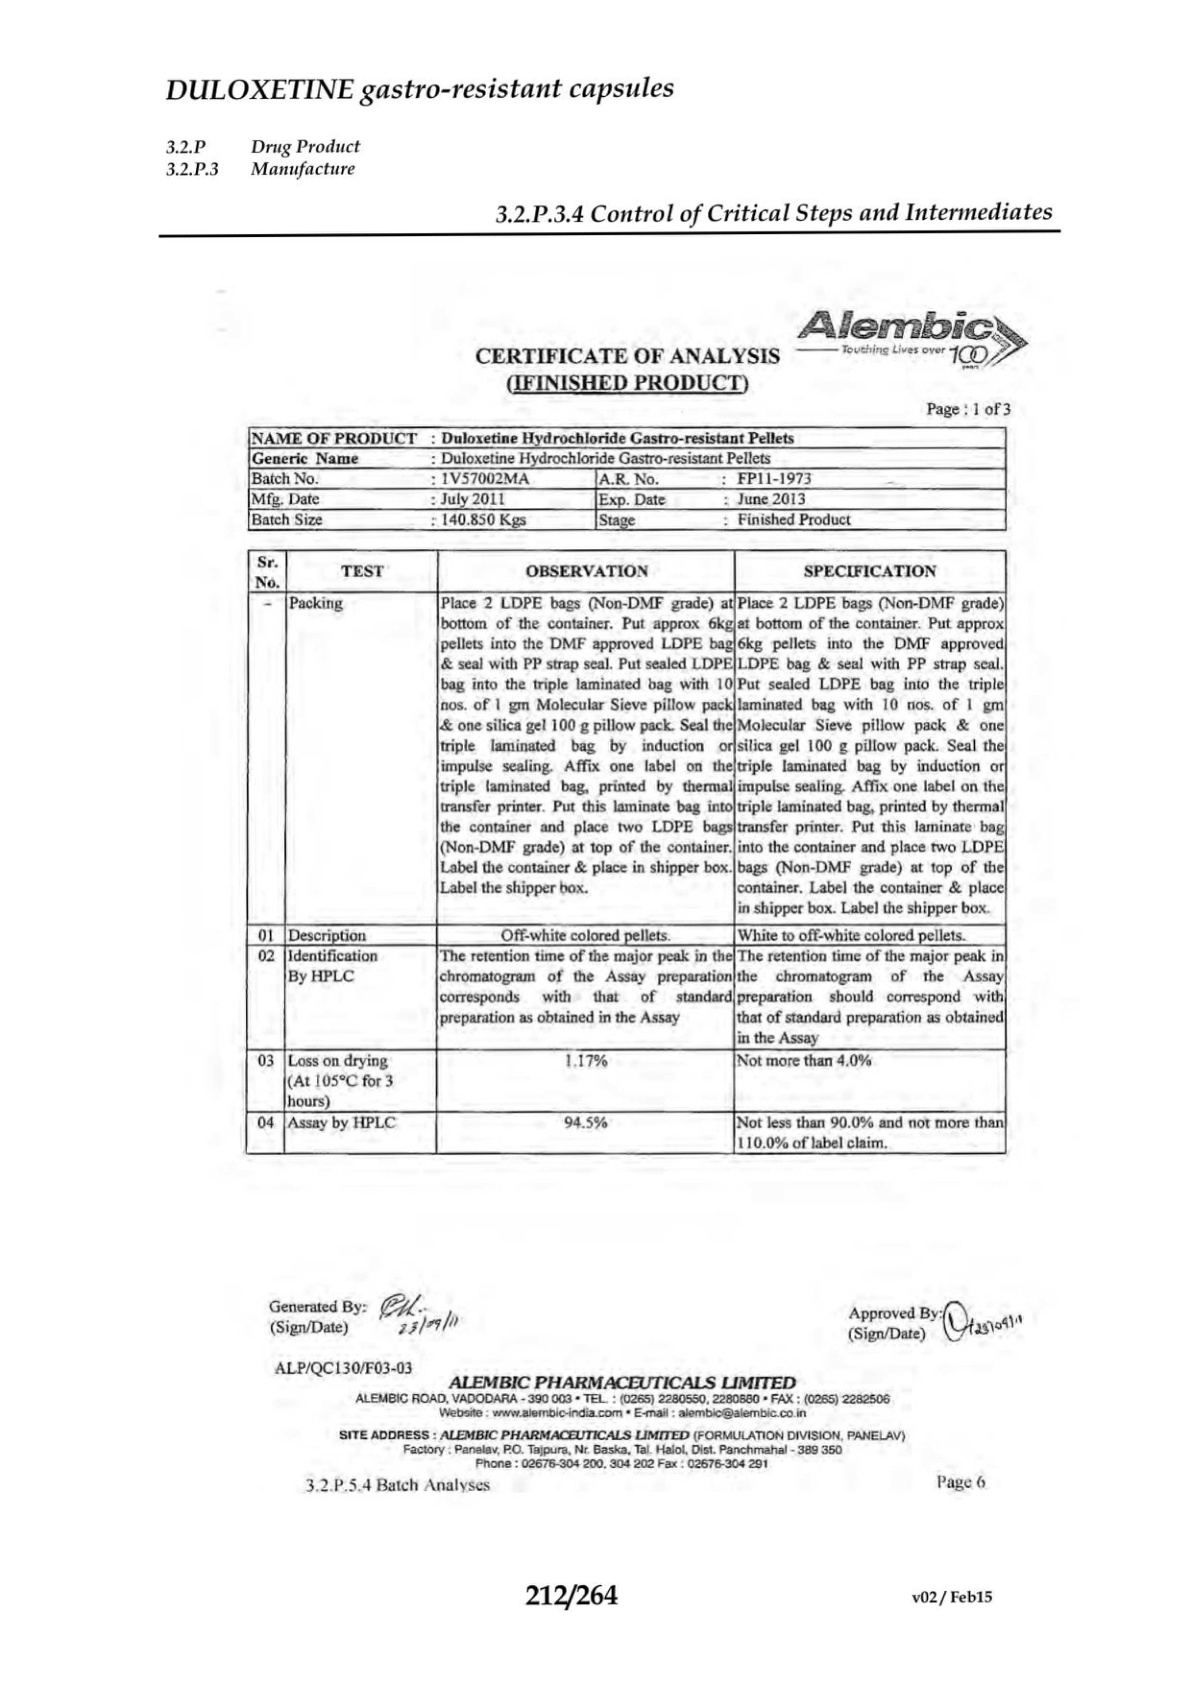 DULOXETINE gastro-resistant capsules
3.2.P Drug Product
3.2.P.3 Manufacture
3.2.P.3.4 Control of Critical Steps and Intermediates
Alembic
Touching Lives over 100 years
CERTIFICATE OF ANALYSIS
(IFINISHED PRODUCT)
Page : 1 of 3
NAME OF PRODUCT : Duloxetine Hydrochloride Gastro-resistant Pellets
Generic Name : Duloxetine Hydrochloride Gastro-resistant Pellets
Batch No. : 1V57002MA A.R. No. : FP11-1973
Mfg. Date : July 2011 Exp. Date : June 2013
Batch Size : 140.850 Kgs Stage : Finished Product
Sr. No. TEST OBSERVATION SPECIFICATION
- Packing
Place 2 LDPE bags (Non-DMF grade) at
bottom of the container. Put approx 6kg
pellets into the DMF approved LDPE bag
& seal with PP strap seal. Put sealed LDPE
bag into the triple laminated bag with 10
nos. of 1 gm Molecular Sieve pillow pack
& one silica gel 100 g pillow pack. Seal the
triple laminated bag by induction or
impulse sealing. Affix one label on the
triple laminated bag, printed by thermal
transfer printer. Put this laminate bag into
the container and place two LDPE bags
(Non-DMF grade) at top of the container.
Label the container & place in shipper box.
Label the shipper box.
Place 2 LDPE bags (Non-DMF grade)
at bottom of the container. Put approx
6kg pellets into the DMF approved
LDPE bag & seal with PP strap seal.
Put sealed LDPE bag into the triple
laminated bag with 10 nos. of 1 gm
Molecular Sieve pillow pack & one
silica gel 100 g pillow pack. Seal the
triple laminated bag by induction or
impulse sealing. Affix one label on the
triple laminated bag, printed by thermal
transfer printer. Put this laminate bag
into the container and place two LDPE
bags (Non-DMF grade) at top of the
container. Label the container & place
in shipper box. Label the shipper box.
01 Description Off-white colored pellets. White to off-white colored pellets.
02 Identification
By HPLC
The retention time of the major peak in the
chromatogram of the Assay preparation
corresponds with that of standard
preparation as obtained in the Assay
The retention time of the major peak in
the chromatogram of the Assay
preparation should correspond with
that of standard preparation as obtained
in the Assay
03 Loss on drying
(At 105°C for 3
hours)
1.17%
Not more than 4.0%
04 Assay by HPLC
94.5%
Not less than 90.0% and not more than
110.0% of label claim.
Generated By:
(Sign/Date) 23/09/11
Approved By:
(Sign/Date) 23/09/11
ALP/QC130/F03-03
ALEMBIC PHARMACEUTICALS LIMITED
ALEMBIC ROAD, VADODARA - 390 003 • TEL. : (0265) 2280550, 2280880 • FAX : (0265) 2282506
Website : www.alembic-india.com • E-mail : alembic@alembic.co.in
SITE ADDRESS : ALEMBIC PHARMACEUTICALS LIMITED (FORMULATION DIVISION, PANELAV)
Factory : Panelav, P.O. Tajpura, Nr. Baska, Tal. Halol, Dist. Panchmahal - 389 350
Phone : 02676-304 200, 304 202 Fax : 02676-304 291
3.2.P.5.4 Batch Analyses
Page 6
212/264
v02 / Feb15